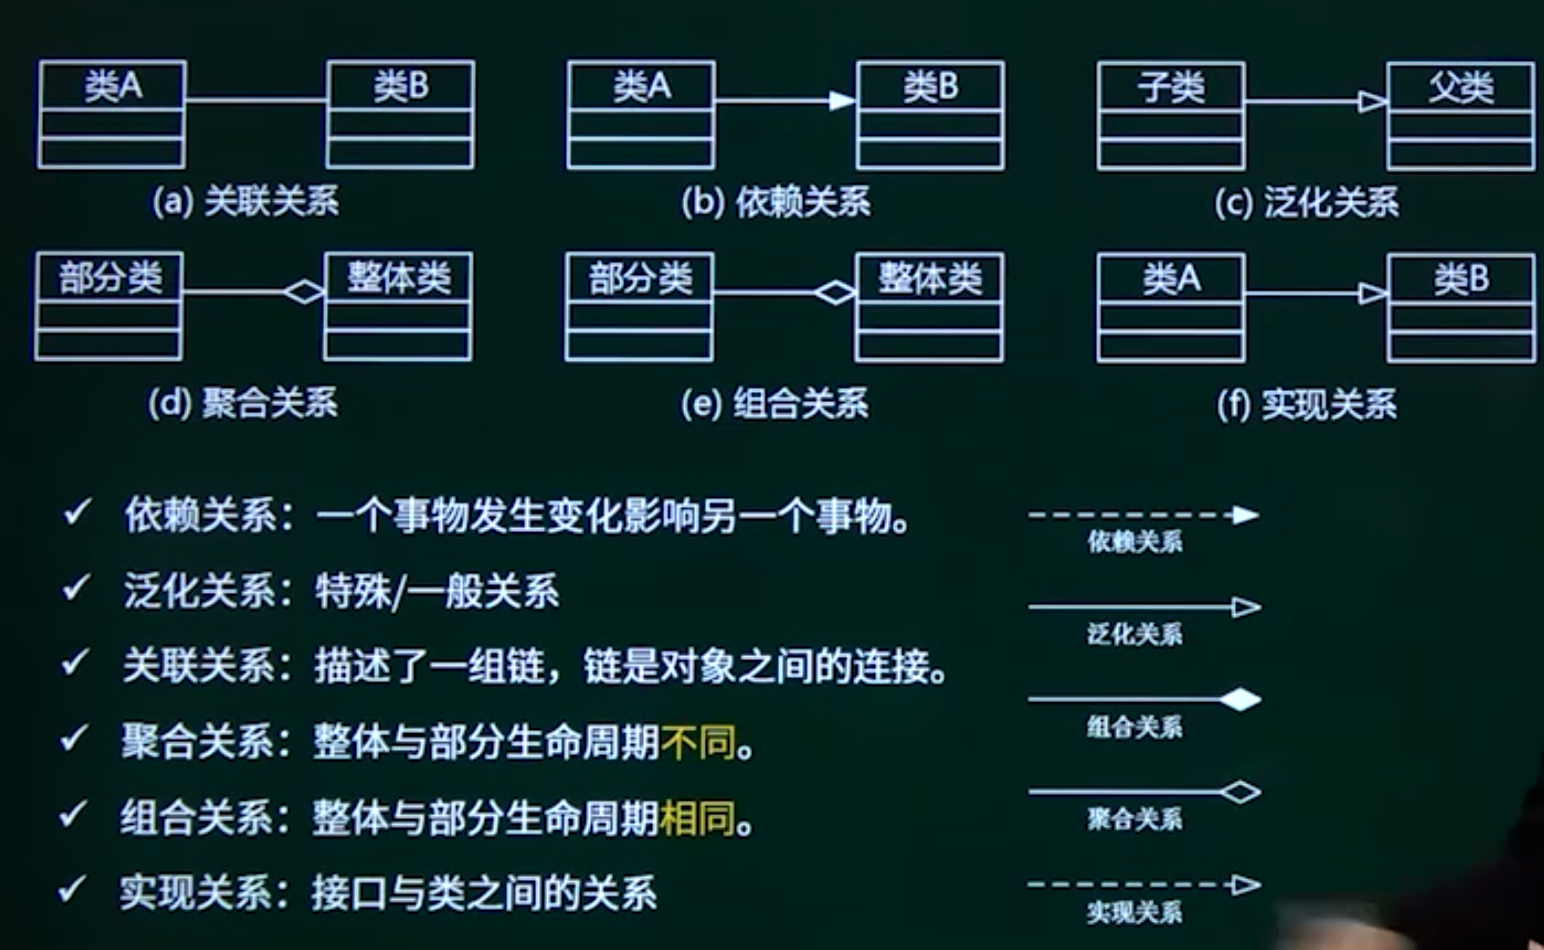 类A 类B 类A 类B 子类 父类
(a) 关联关系 (b) 依赖关系 (c) 泛化关系
部分类 整体类 部分类 整体类 类A 类B
(d) 聚合关系 (e) 组合关系 (f) 实现关系
✓ 依赖关系：一个事物发生变化影响另一个事物。
依赖关系
✓ 泛化关系：特殊/一般关系
泛化关系
✓ 关联关系：描述了一组链，链是对象之间的连接。
组合关系
✓ 聚合关系：整体与部分生命周期不同。
聚合关系
✓ 组合关系：整体与部分生命周期相同。
✓ 实现关系：接口与类之间的关系
实现关系